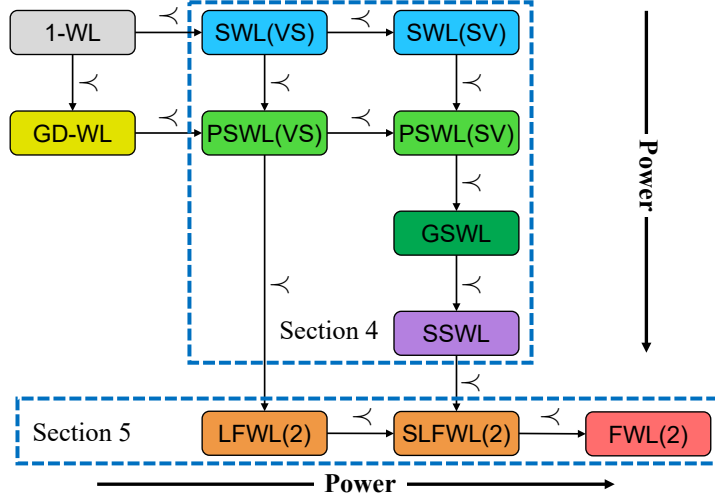 1-WL
≺
SWL(VS)
≺
SWL(SV)
≺
≺
≺
GD-WL
≺
PSWL(VS)
≺
PSWL(SV)
≺
GSWL
≺
≺
Section 4
SSWL
≺
Section 5
LFWL(2)
≺
SLFWL(2)
≺
FWL(2)
Power
Power